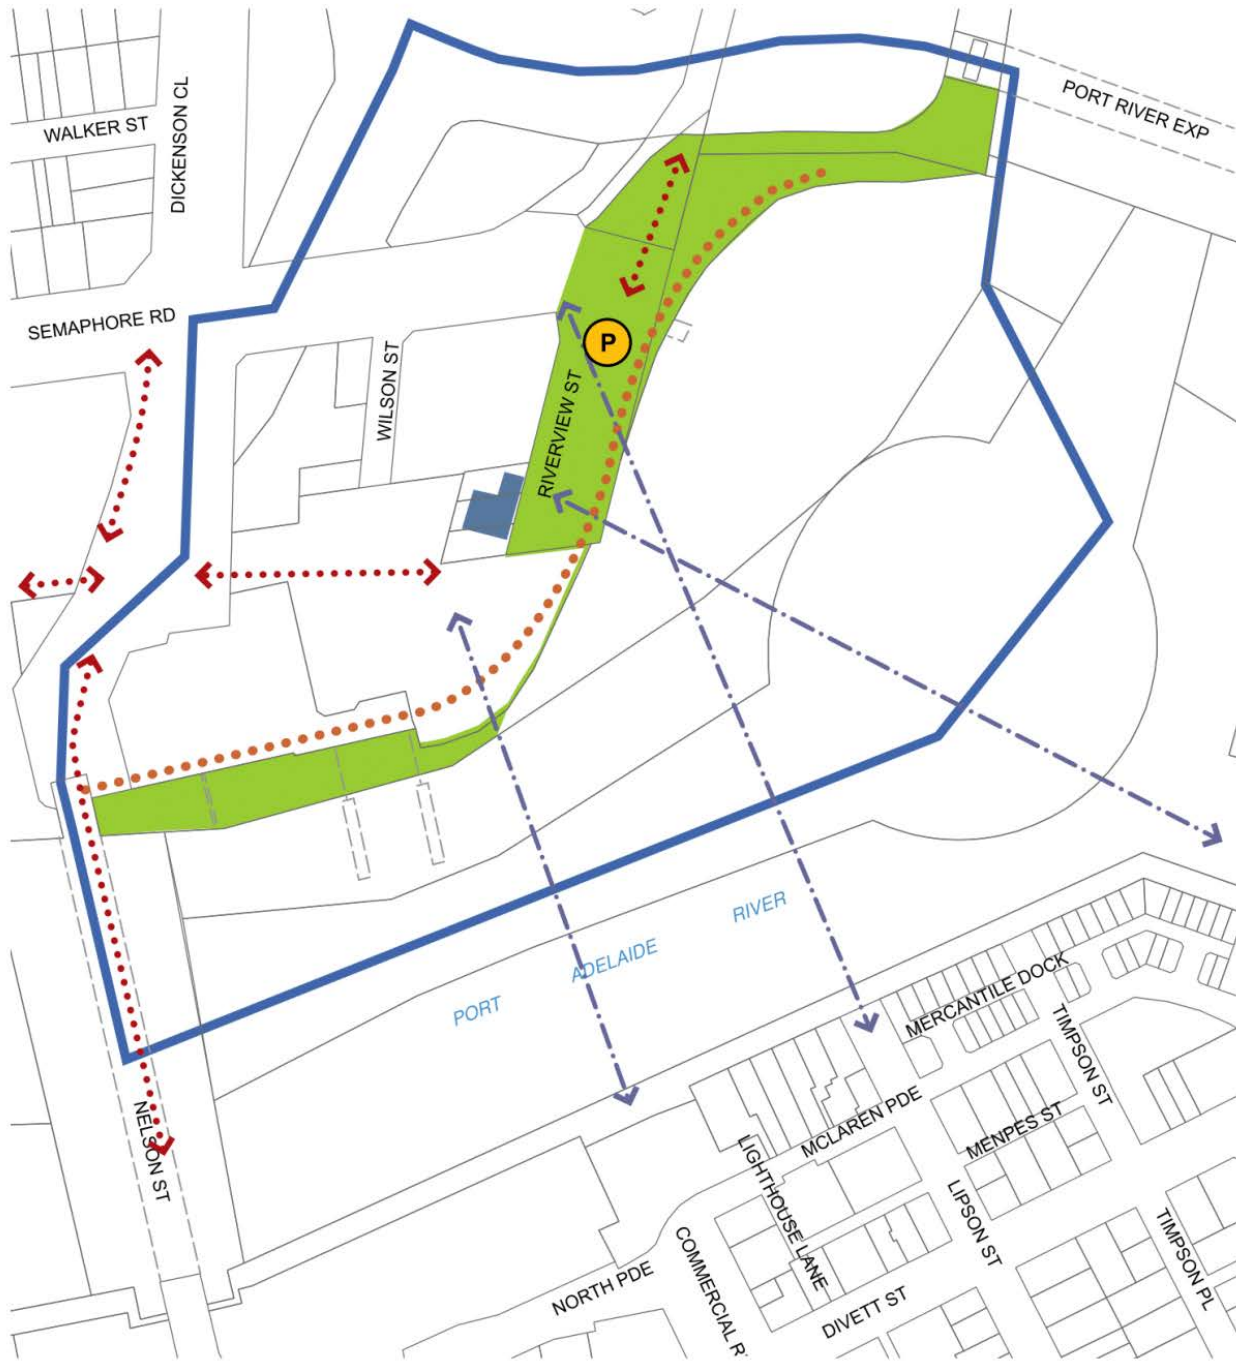 PORT RIVER EXP
WALKER ST
DICKENSON CL
SEMAPHORE RD
WILSON ST
P
RIVERVIEW ST
PORT
ADELAIDE
RIVER
MERCANTILE DOCK
TIMPSON ST
NELSON ST
MCLAREN PDE
MENPES ST
LIGHTHOUSE LANE
LIPSON ST
TIMPSON PL
COMMERCIAL R
NORTH PDE
DIVETT ST